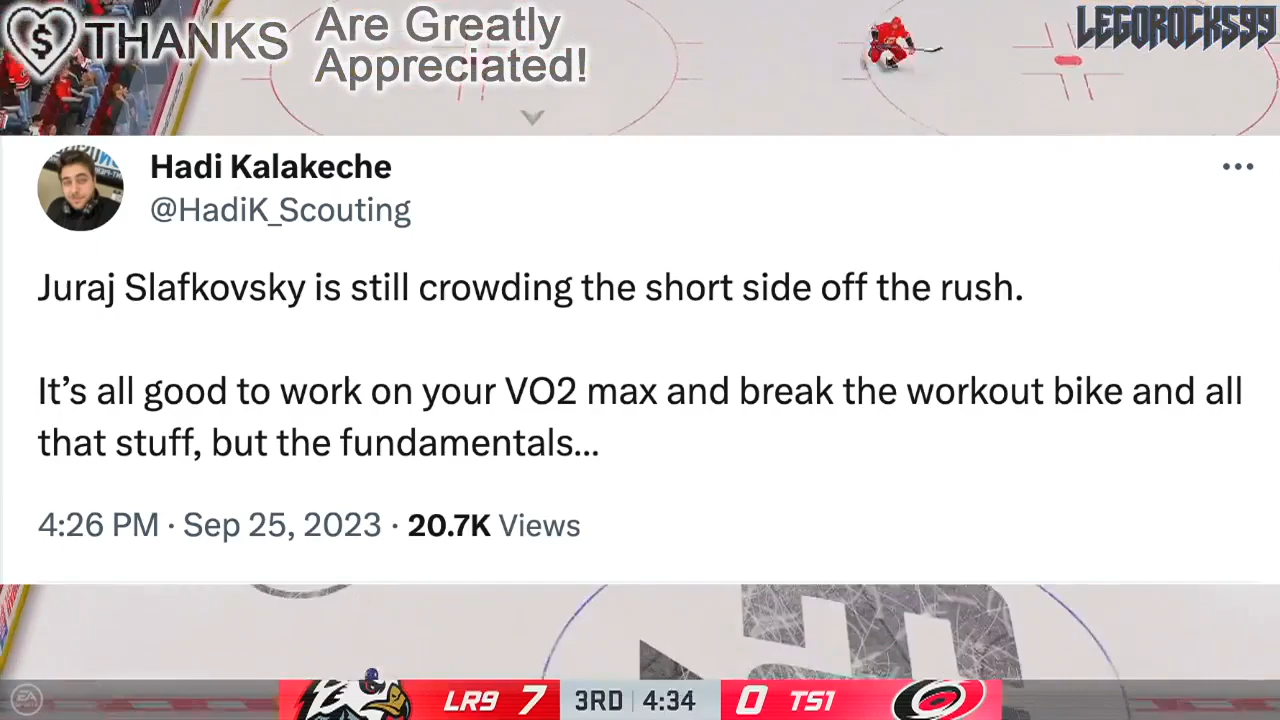 THANKS Are Greatly
Appreciated!
LEGOROCKS99
Hadi Kalakeche
@HadiK_Scouting
Juraj Slafkovsky is still crowding the short side off the rush.
It’s all good to work on your VO2 max and break the workout bike and all
that stuff, but the fundamentals...
4:26 PM · Sep 25, 2023 · 20.7K Views
EA
LR9 7 3RD 4:34 0 TS1